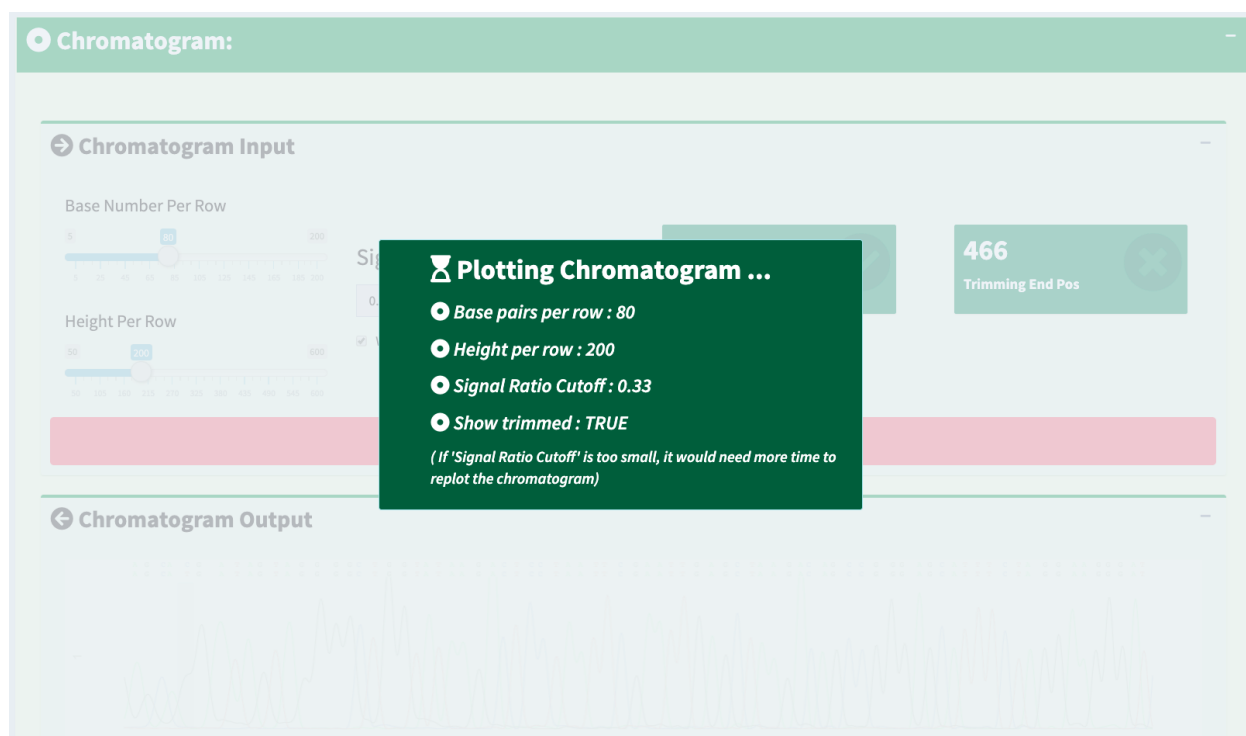 Chromatogram:
Chromatogram Input
Base Number Per Row
5 80 200
Height Per Row
50 200 600
466
Trimming End Pos
Plotting Chromatogram ...
Base pairs per row : 80
Height per row : 200
Signal Ratio Cutoff : 0.33
Show trimmed : TRUE
( If 'Signal Ratio Cutoff' is too small, it would need more time to
replot the chromatogram)
Chromatogram Output